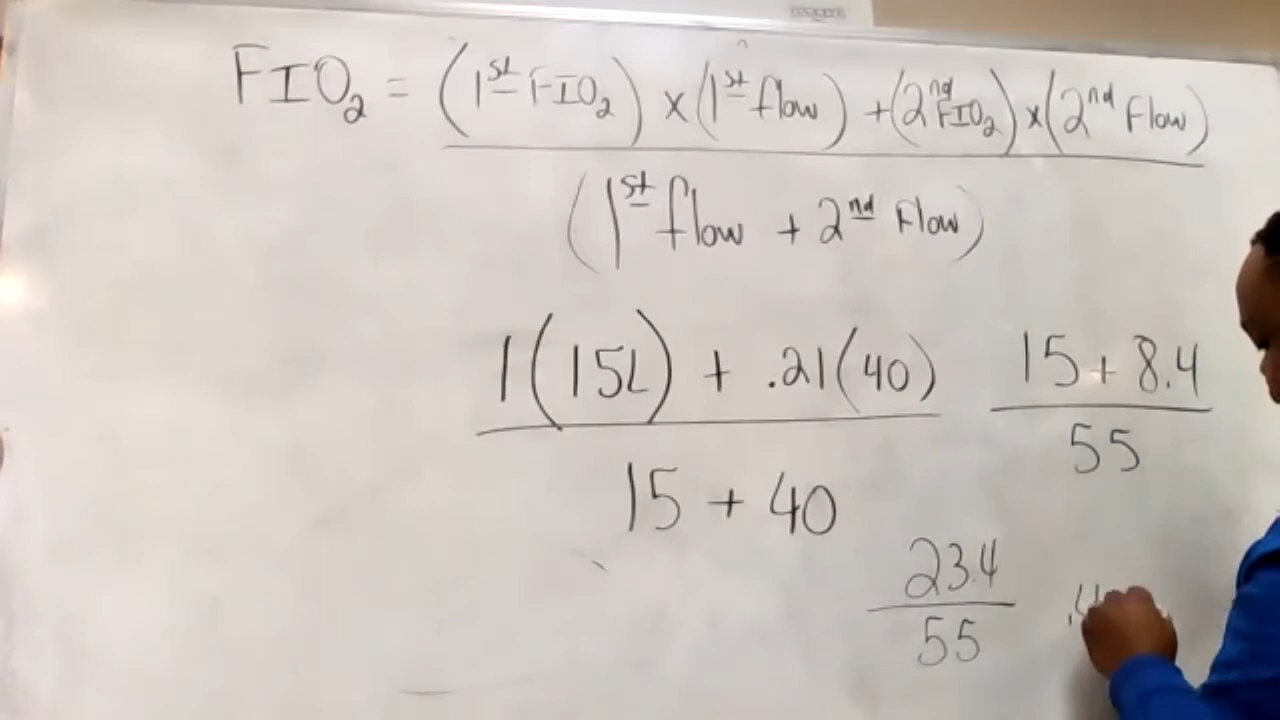 FIO₂ = (1st FIO₂) x (1st flow) + (2nd FIO₂) x (2nd Flow)
(1st flow + 2nd Flow)
1(15L) + .21(40)
15 + 40
15 + 8.4
55
23.4
55
.4